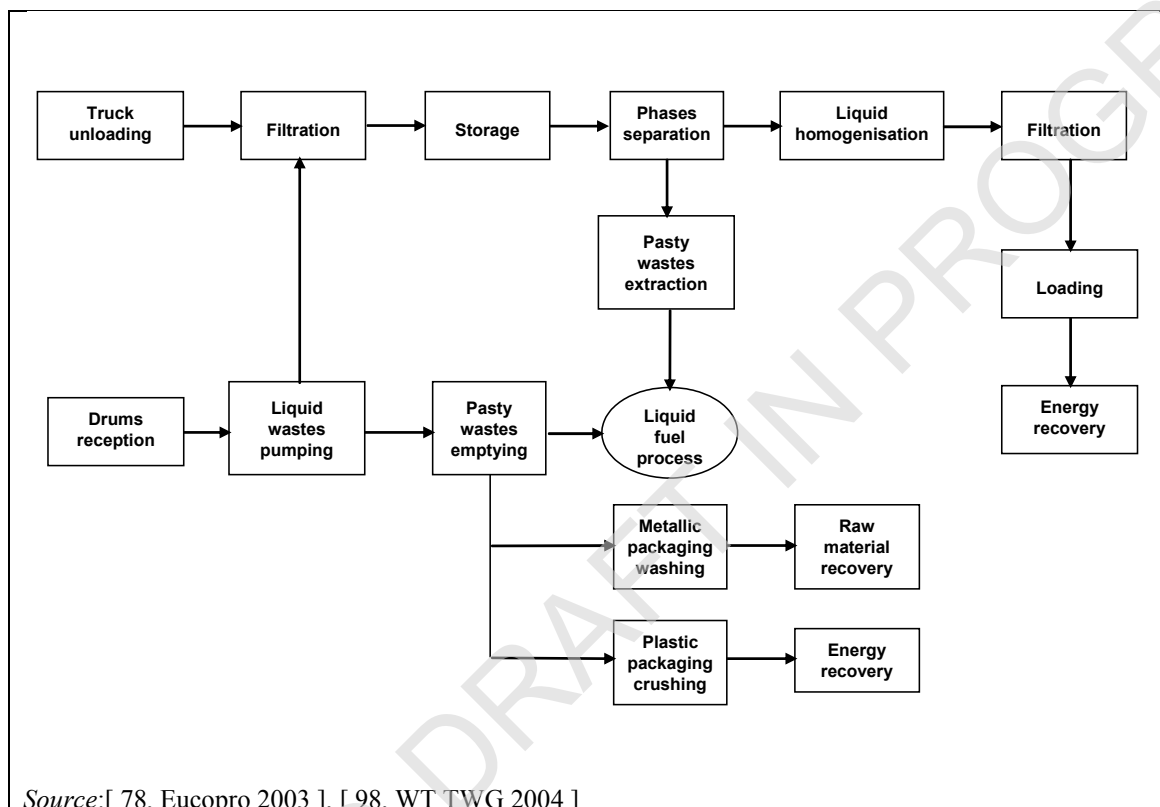 Truck
unloading
Filtration
Storage
Phases
separation
Liquid
homogenisation
Filtration
Pasty
wastes
extraction
Loading
Drums
reception
Liquid
wastes
pumping
Pasty
wastes
emptying
Liquid
fuel
process
Energy
recovery
Metallic
packaging
washing
Raw
material
recovery
Plastic
packaging
crushing
Energy
recovery
DRAFT IN PROGR
Source:[ 78, Eucopro 2003 ], [ 98, WT TWG 2004 ]